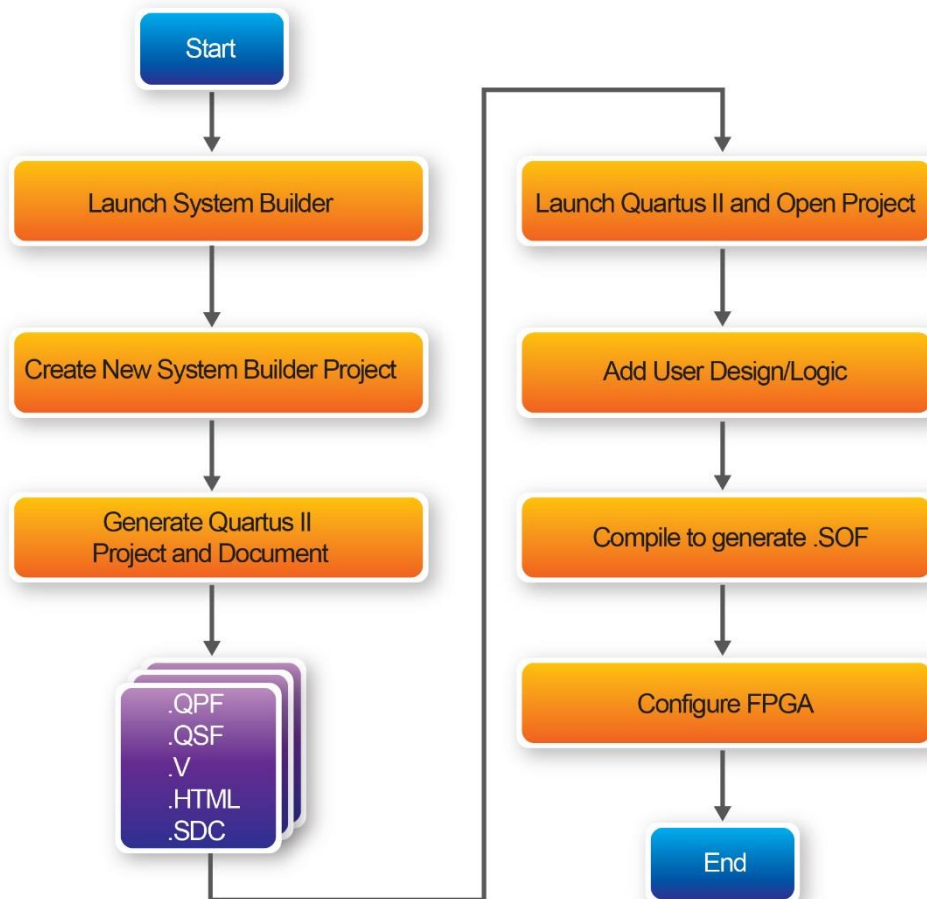 Start
Launch System Builder
Create New System Builder Project
Generate Quartus II
Project and Document
.QPF
.QSF
.V
.HTML
.SDC
Launch Quartus II and Open Project
Add User Design/Logic
Compile to generate .SOF
Configure FPGA
End